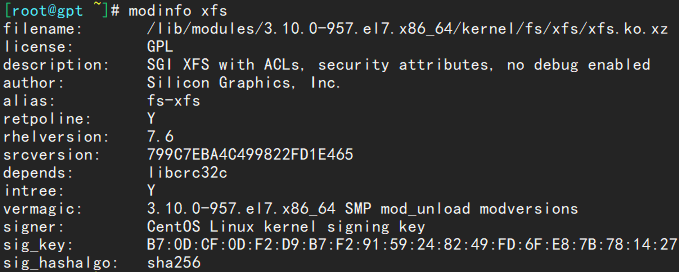 [root@gpt ~]# modinfo xfs
filename: /lib/modules/3.10.0-957.el7.x86_64/kernel/fs/xfs/xfs.ko.xz
license: GPL
description: SGI XFS with ACLs, security attributes, no debug enabled
author: Silicon Graphics, Inc.
alias: fs-xfs
retpoline: Y
rhelversion: 7.6
srcversion: 799C7EBA4C499822FD1E465
depends: libcrc32c
intree: Y
vermagic: 3.10.0-957.el7.x86_64 SMP mod_unload modversions
signer: CentOS Linux kernel signing key
sig_key: B7:0D:CF:0D:F2:D9:B7:F2:91:59:24:82:49:FD:6F:E8:7B:78:14:27
sig_hashalgo: sha256